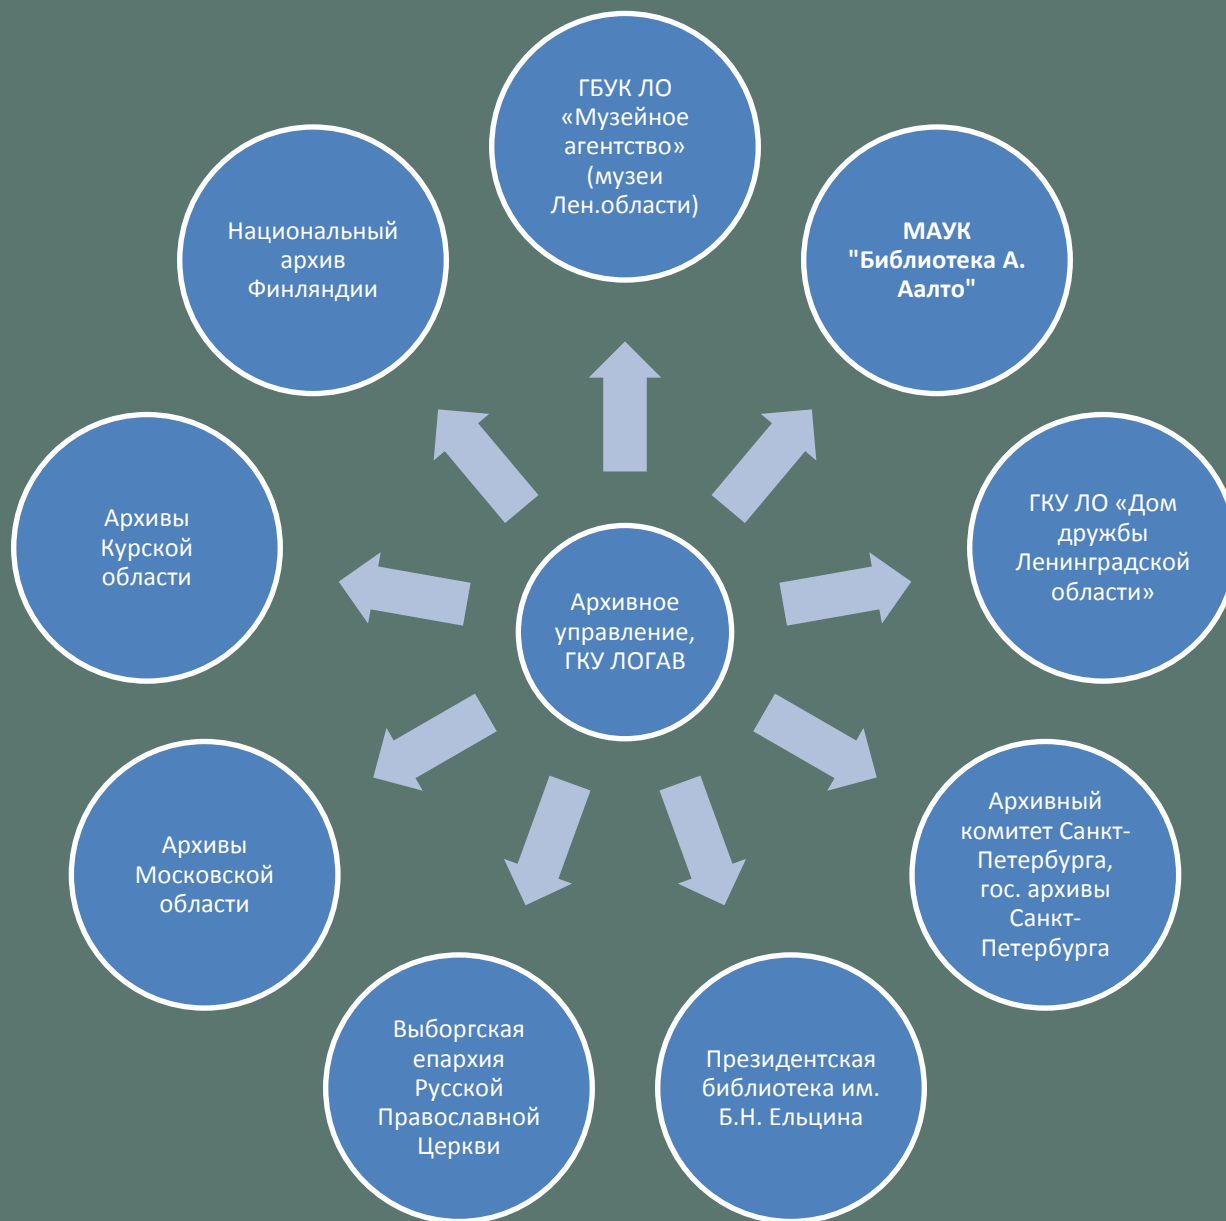 ГБУК ЛО
«Музейное
агентство»
(музеи
Лен.области)
МАУК
"Библиотека А.
Аалто"
ГКУ ЛО «Дом
дружбы
Ленинградской
области»
Архивный
комитет Санкт-
Петербурга,
гос. архивы
Санкт-
Петербурга
Президентская
библиотека им.
Б.Н. Ельцина
Выборгская
епархия
Русской
Православной
Церкви
Архивы
Московской
области
Архивы
Курской
области
Национальный
архив
Финляндии
Архивное
управление,
ГКУ ЛОГАВ